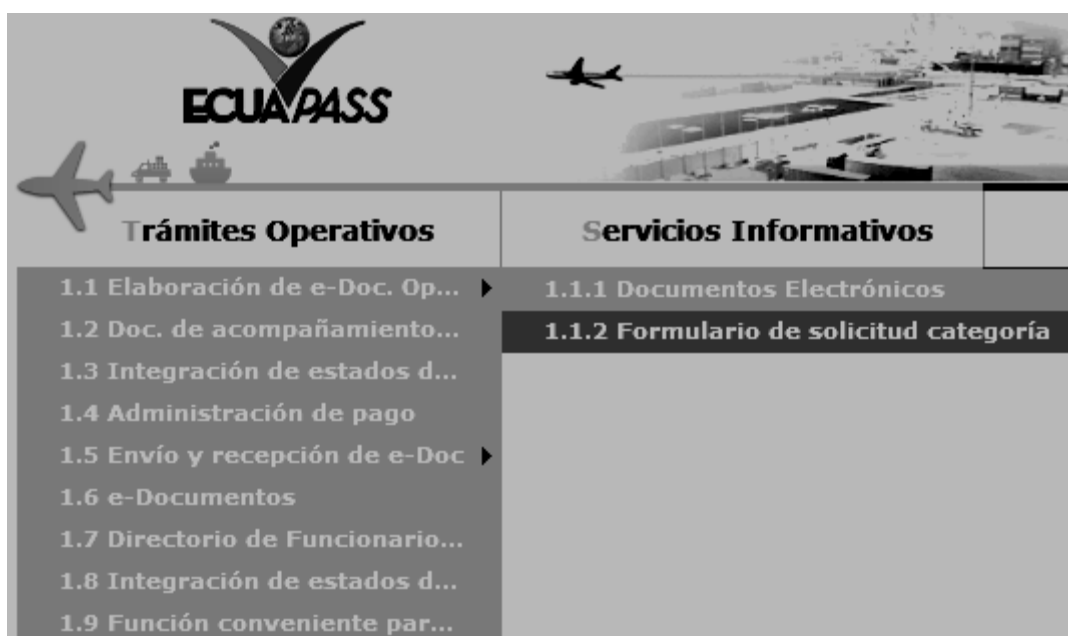 ECUAPASS
Trámites Operativos
Servicios Informativos
1.1 Elaboración de e-Doc. Op...
1.2 Doc. de acompañamiento...
1.3 Integración de estados d...
1.4 Administración de pago
1.5 Envío y recepción de e-Doc
1.6 e-Documentos
1.7 Directorio de Funcionario...
1.8 Integración de estados d...
1.9 Función conveniente par...
1.1.1 Documentos Electrónicos
1.1.2 Formulario de solicitud categoría